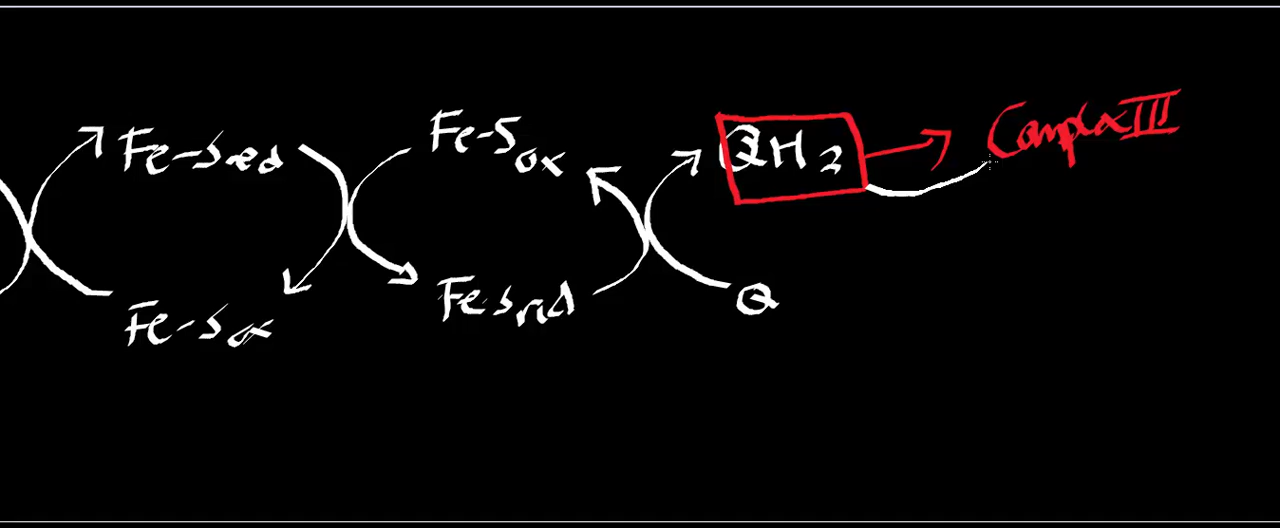 Fe-Sred
Fe-Sox
QH2
Complex III
Fe-Sox
Fe-Sred
Q